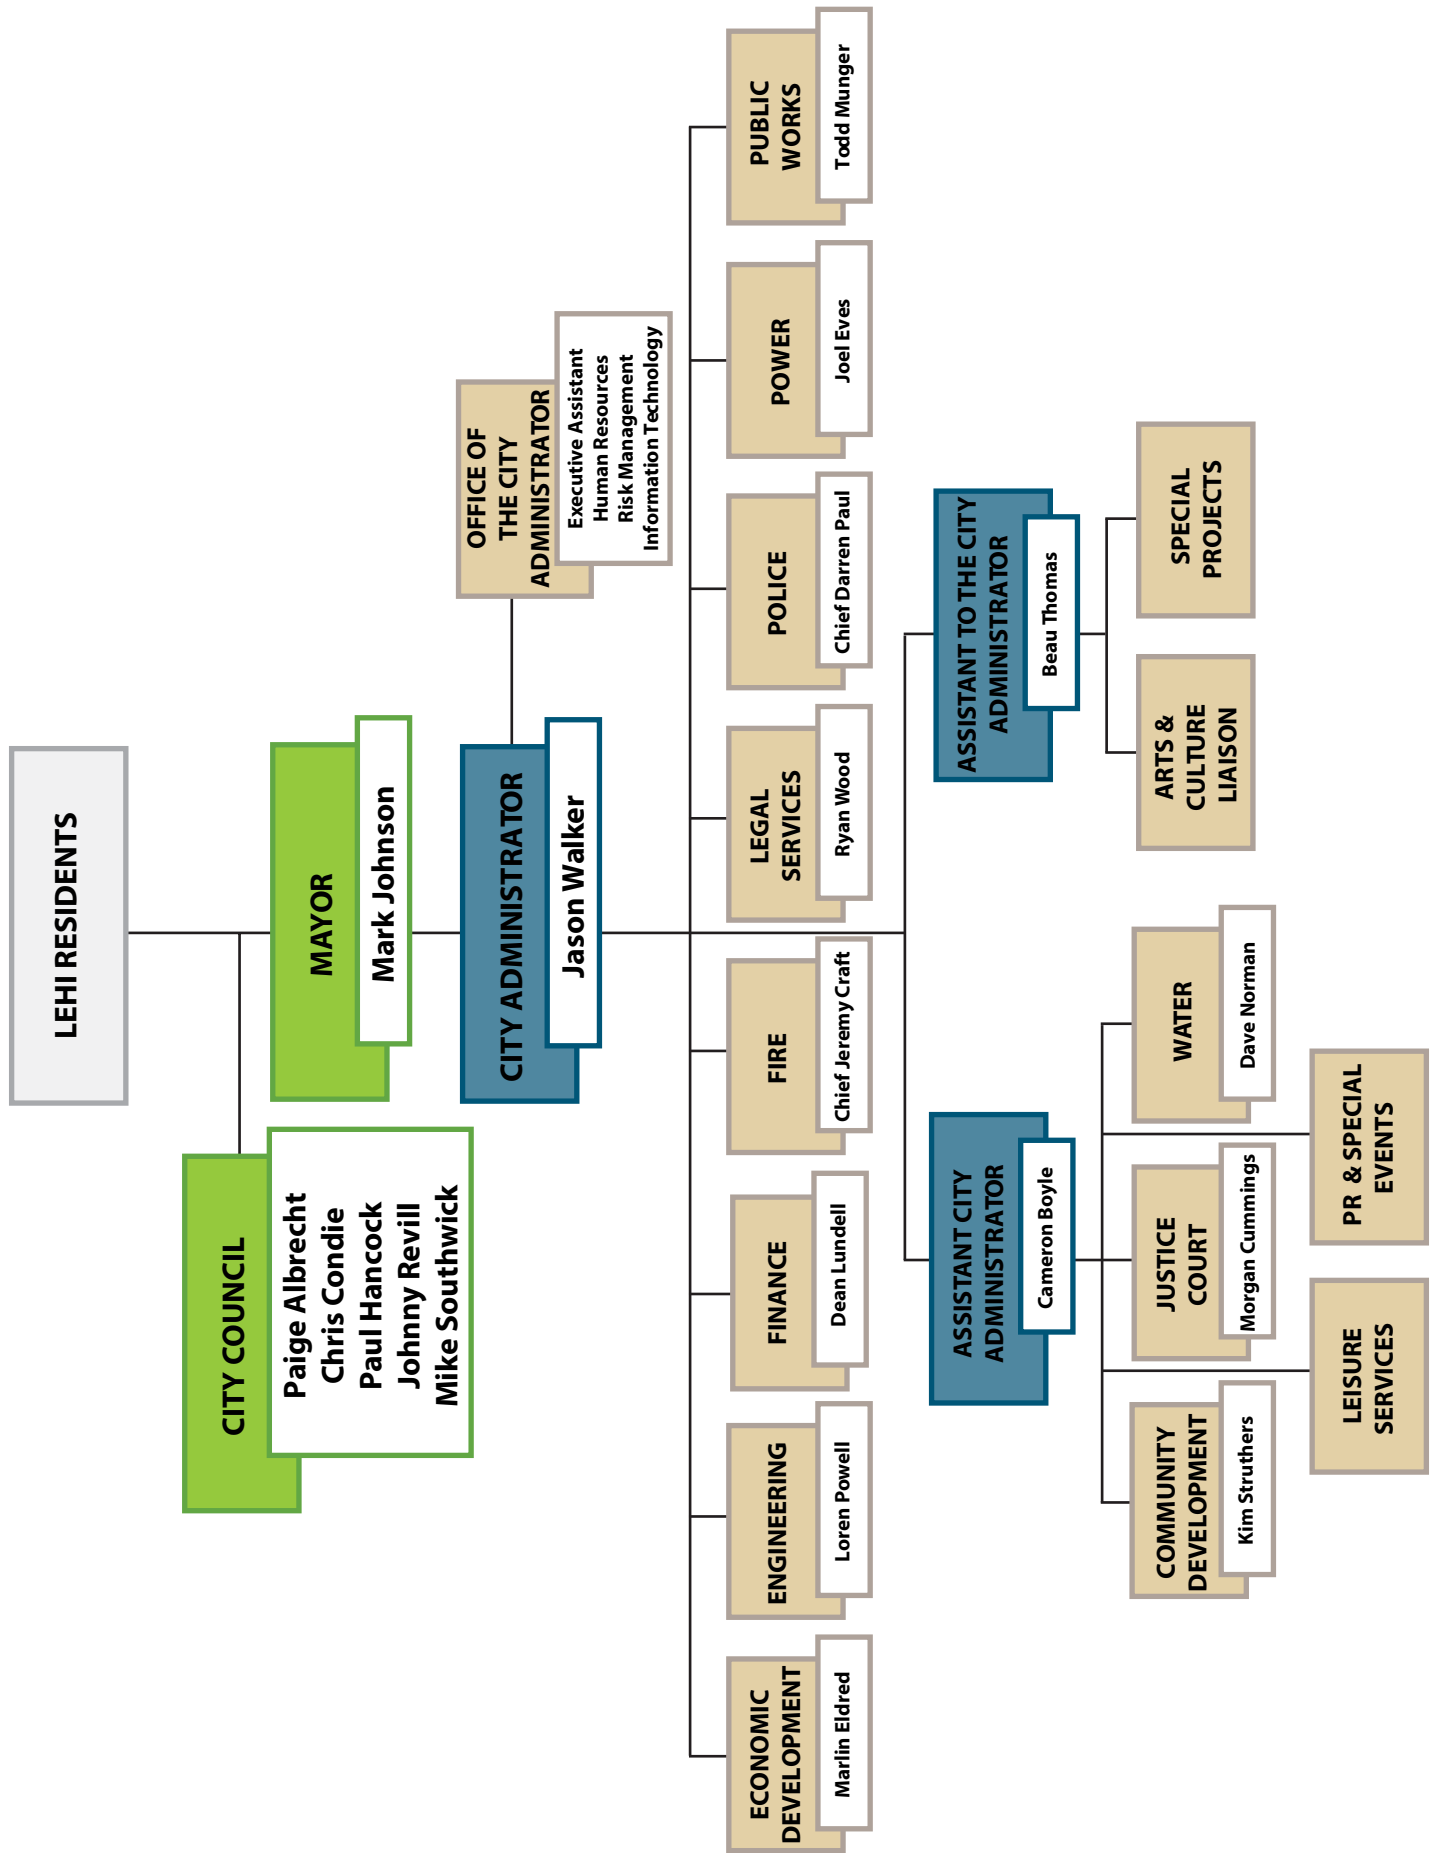 LEHI RESIDENTS
CITY COUNCIL
Paige Albrecht
Chris Condie
Paul Hancock
Johnny Revill
Mike Southwick
MAYOR
Mark Johnson
CITY ADMINISTRATOR
Jason Walker
OFFICE OF
THE CITY
ADMINISTRATOR
Executive Assistant
Human Resources
Risk Management
Information Technology
ECONOMIC
DEVELOPMENT
Marlin Eldred
ENGINEERING
Loren Powell
FINANCE
Dean Lundell
FIRE
Chief Jeremy Craft
LEGAL
SERVICES
Ryan Wood
POLICE
Chief Darren Paul
POWER
Joel Eves
PUBLIC
WORKS
Todd Munger
ASSISTANT CITY
ADMINISTRATOR
Cameron Boyle
ASSISTANT TO THE CITY
ADMINISTRATOR
Beau Thomas
COMMUNITY
DEVELOPMENT
Kim Struthers
JUSTICE
COURT
Morgan Cummings
WATER
Dave Norman
ARTS &
CULTURE
LIAISON
SPECIAL
PROJECTS
LEISURE
SERVICES
PR & SPECIAL
EVENTS